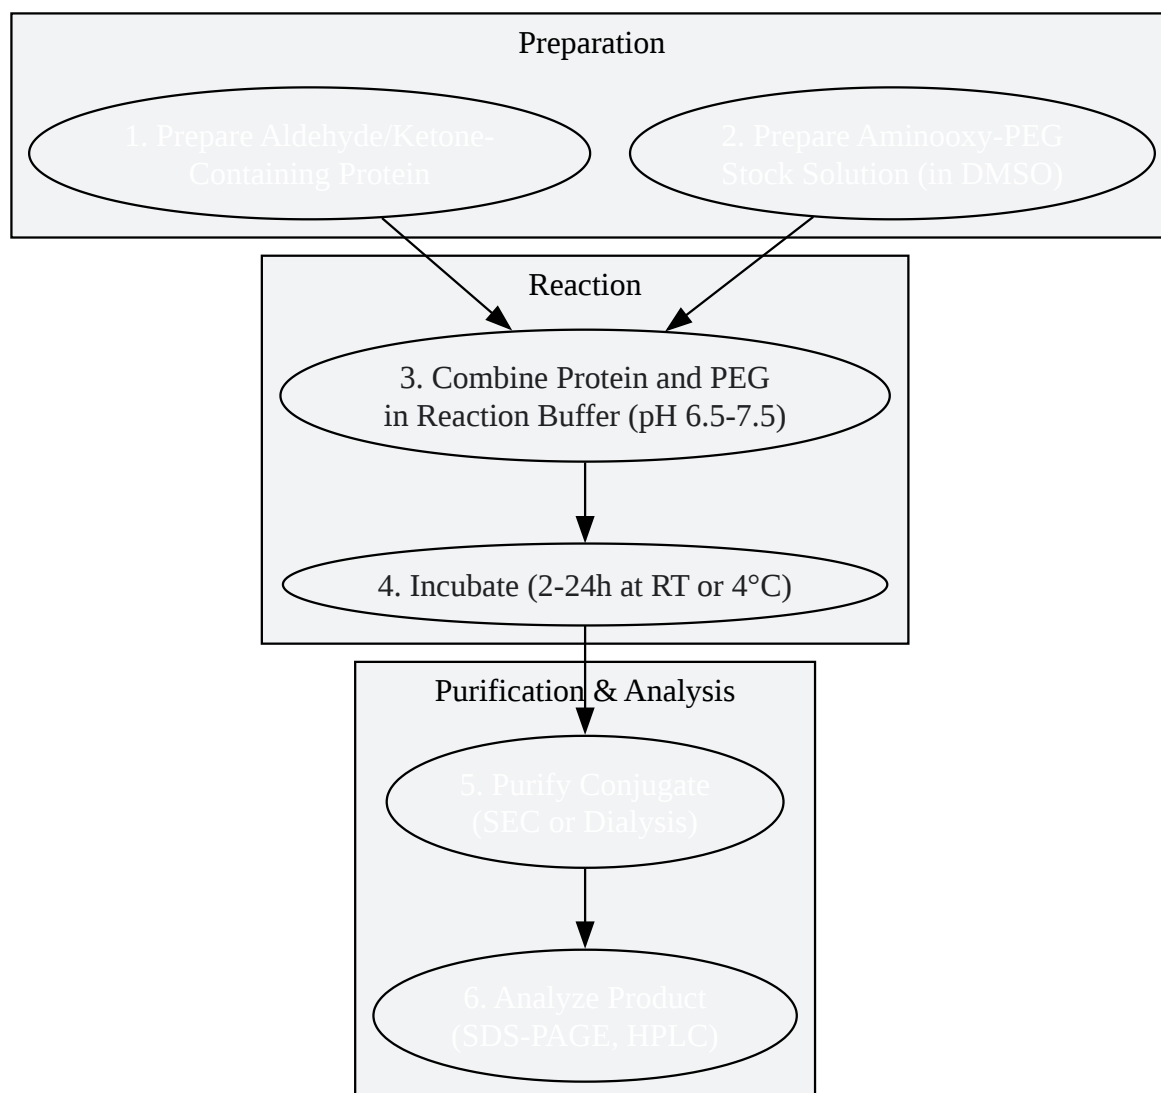 Preparation
1. Prepare Aldehyde/Ketone-
Containing Protein
2. Prepare Aminooxy-PEG
Stock Solution (in DMSO)
Reaction
3. Combine Protein and PEG
in Reaction Buffer (pH 6.5-7.5)
4. Incubate (2-24h at RT or 4°C)
Purification & Analysis
5. Purify Conjugate
(SEC or Dialysis)
6. Analyze Product
(SDS-PAGE, HPLC)